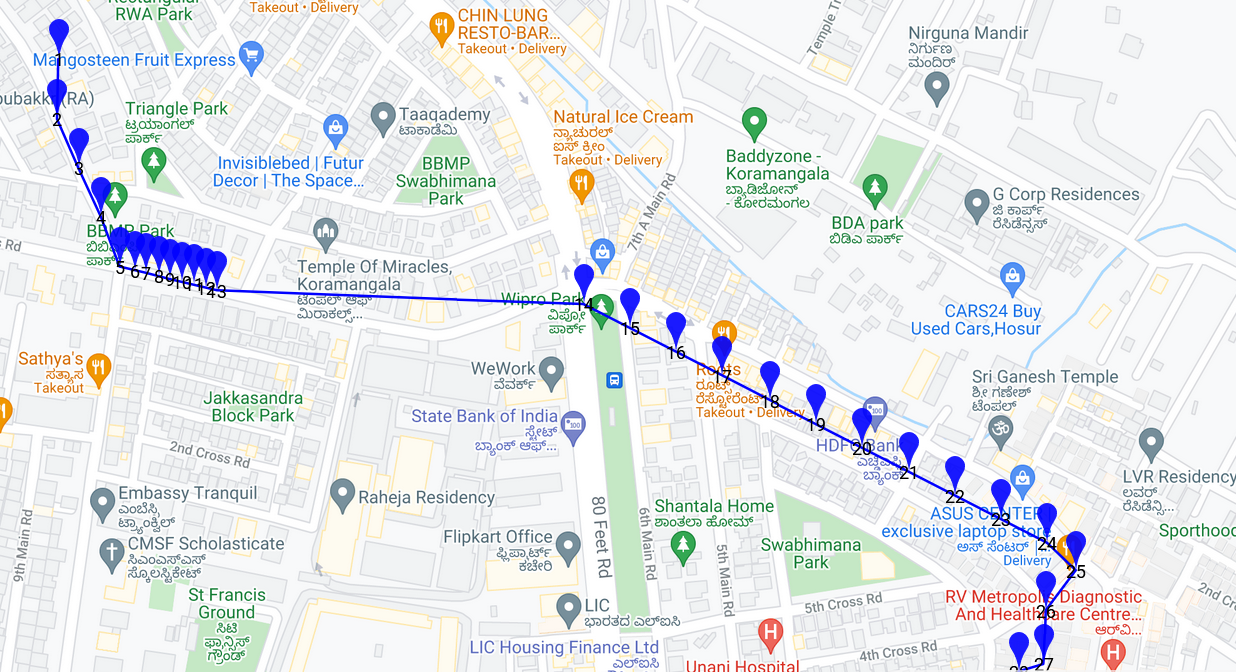 Rectangular
RWA Park
Takeout • Delivery
CHIN LUNG
RESTO-BAR...
Takeout • Delivery
Temple Tr
Nirguna Mandir
ನಿರ್ಗುಣ
ಮಂದಿರ್
1
Mangosteen Fruit Express
(RA)
2
Triangle Park
ಟ್ರಯಾಂಗಲ್
ಪಾರ್ಕ್
Taaqademy
ಟಾಕಾಡೆಮಿ
Natural Ice Cream
ನ್ಯಾಚುರಲ್
ಐಸ್ ಕ್ರೀಂ
Takeout • Delivery
3
Invisiblebed | Futur
Decor | The Space...
BBMP
Swabhimana
Park
Baddyzone -
Koramangala
ಬ್ಯಾಡಿಜೋನ್
- ಕೋರಮಂಗಲ
7th A Main Rd
G Corp Residences
ಜಿ ಕಾರ್ಪ್
ರೆಸಿಡೆನ್ಸಸ್
4
BBMP Park
BDA park
ಬಿಡಿಎ ಪಾರ್ಕ್
s Rd
5
6
7
8
9
10
11
12
13
Temple Of Miracles,
Koramangala
ಟೆಂಪಲ್ ಆಫ್
ಮಿರಾಕಲ್ಸ್...
Wipro Park
ವಿಪ್ರೋ
ಪಾರ್ಕ್
14
15
CARS24 Buy
Used Cars,Hosur
16
Sathya's
ಸತ್ಯಾಸ
Takeout
WeWork
ವೆವರ್ಕ್
17
Takeout • Delivery
18
Sri Ganesh Temple
ಶ್ರೀ ಗಣೇಶ್
ಟೆಂಪಲ್
Jakkasandra
Block Park
State Bank of India
ಸ್ಟೇಟ್
ಬ್ಯಾಂಕ್ ಆಫ್...
19
HDFC Bank
20
2nd Cross Rd
21
LVR Residency
ಲವರ್
ರೆಸಿಡೆನ್ಸಿ...
22
Embassy Tranquil
ಎಂಬೆಸ್ಸಿ
ಟ್ರ್ಯಾಂಕ್ವಿಲ್
Raheja Residency
80 Feet Rd
6th Main Rd
Shantala Home
ಶಾಂತಲಾ ಹೋಮ್
ASUS CENTER |
exclusive laptop store
ಅಸ್ ಸೆಂಟರ್
Delivery
23
24
Sporthood
9th Main Rd
CMSF Scholasticate
ಸಿಎಂಎಸ್ಎಸ್
ಸ್ಕೊಲಸ್ಟಿಕೇಟ್
Flipkart Office
ಫ್ಲಿಪ್ಕಾರ್ಟ್
ಕಚೇರಿ
5th Main Rd
Swabhimana
Park
25
St Francis
Ground
ಸಿಟಿ
ಫ್ರಾನ್ಸಿಸ್
ಗ್ರೌಂಡ್
LIC
ಭಾರತದ ಎಲ್ಐಸಿ
5th Cross Rd
RV Metropolis Diagnostic
And Healthcare Centre...
ಆರ್‌ವಿ...
26
2nd Cro
LIC Housing Finance Ltd
ಎಲ್ಐಸಿ
Unani Hospital
4th Cross Rd
27